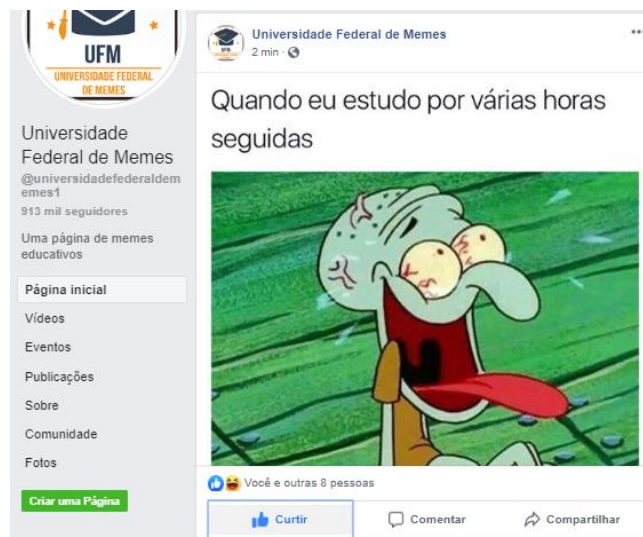 UFM
UNIVERSIDADE FEDERAL
DE MEMES
Universidade
Federal de Memes
@universidadefederaldem
emes1
913 mil seguidores
Uma página de memes
educativos
Página inicial
Vídeos
Eventos
Publicações
Sobre
Comunidade
Fotos
Criar uma Página
Universidade Federal de Memes
2 min ·
Quando eu estudo por várias horas
seguidas
Você e outras 8 pessoas
Curtir
Comentar
Compartilhar